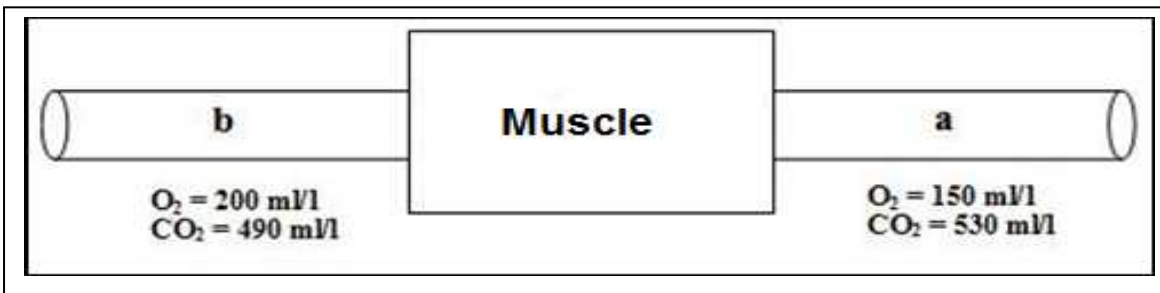 b
Muscle
a
O₂ = 200 ml/l
CO₂ = 490 ml/l
O₂ = 150 ml/l
CO₂ = 530 ml/l